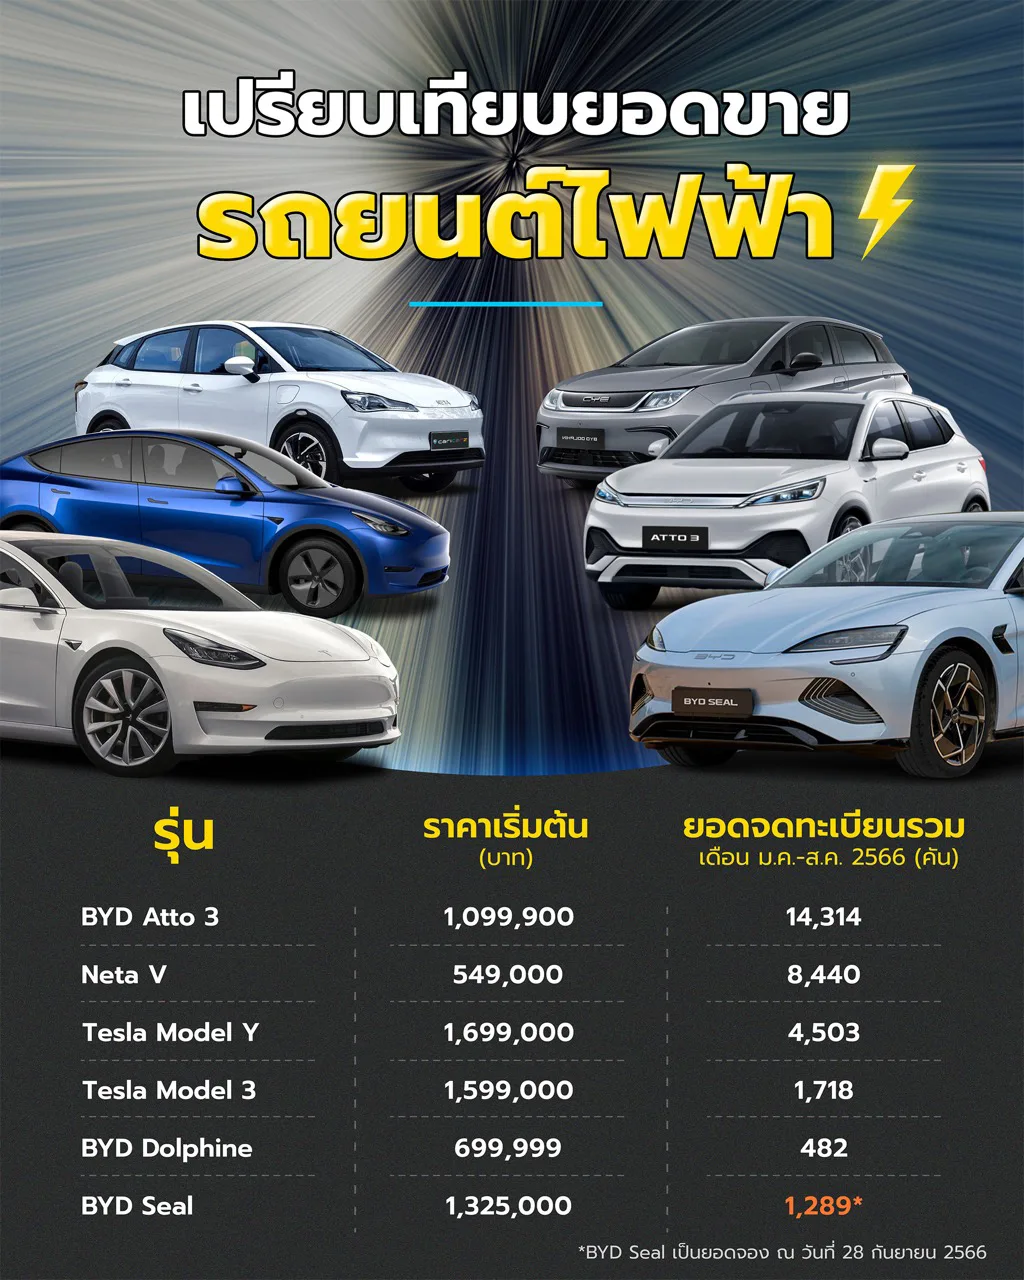 เปรียบเทียบยอดขาย
รถยนต์ไฟฟ้า
NETA
BYD
ATTO 3
BYD
BYD SEAL
รุ่น
ราคาเริ่มต้น
(บาท)
ยอดจดทะเบียนรวม
เดือน ม.ค.-ส.ค. 2566 (คัน)
BYD Atto 3 1,099,900 14,314
Neta V 549,000 8,440
Tesla Model Y 1,699,000 4,503
Tesla Model 3 1,599,000 1,718
BYD Dolphine 699,999 482
BYD Seal 1,325,000 1,289*
*BYD Seal เป็นยอดจอง ณ วันที่ 28 กันยายน 2566